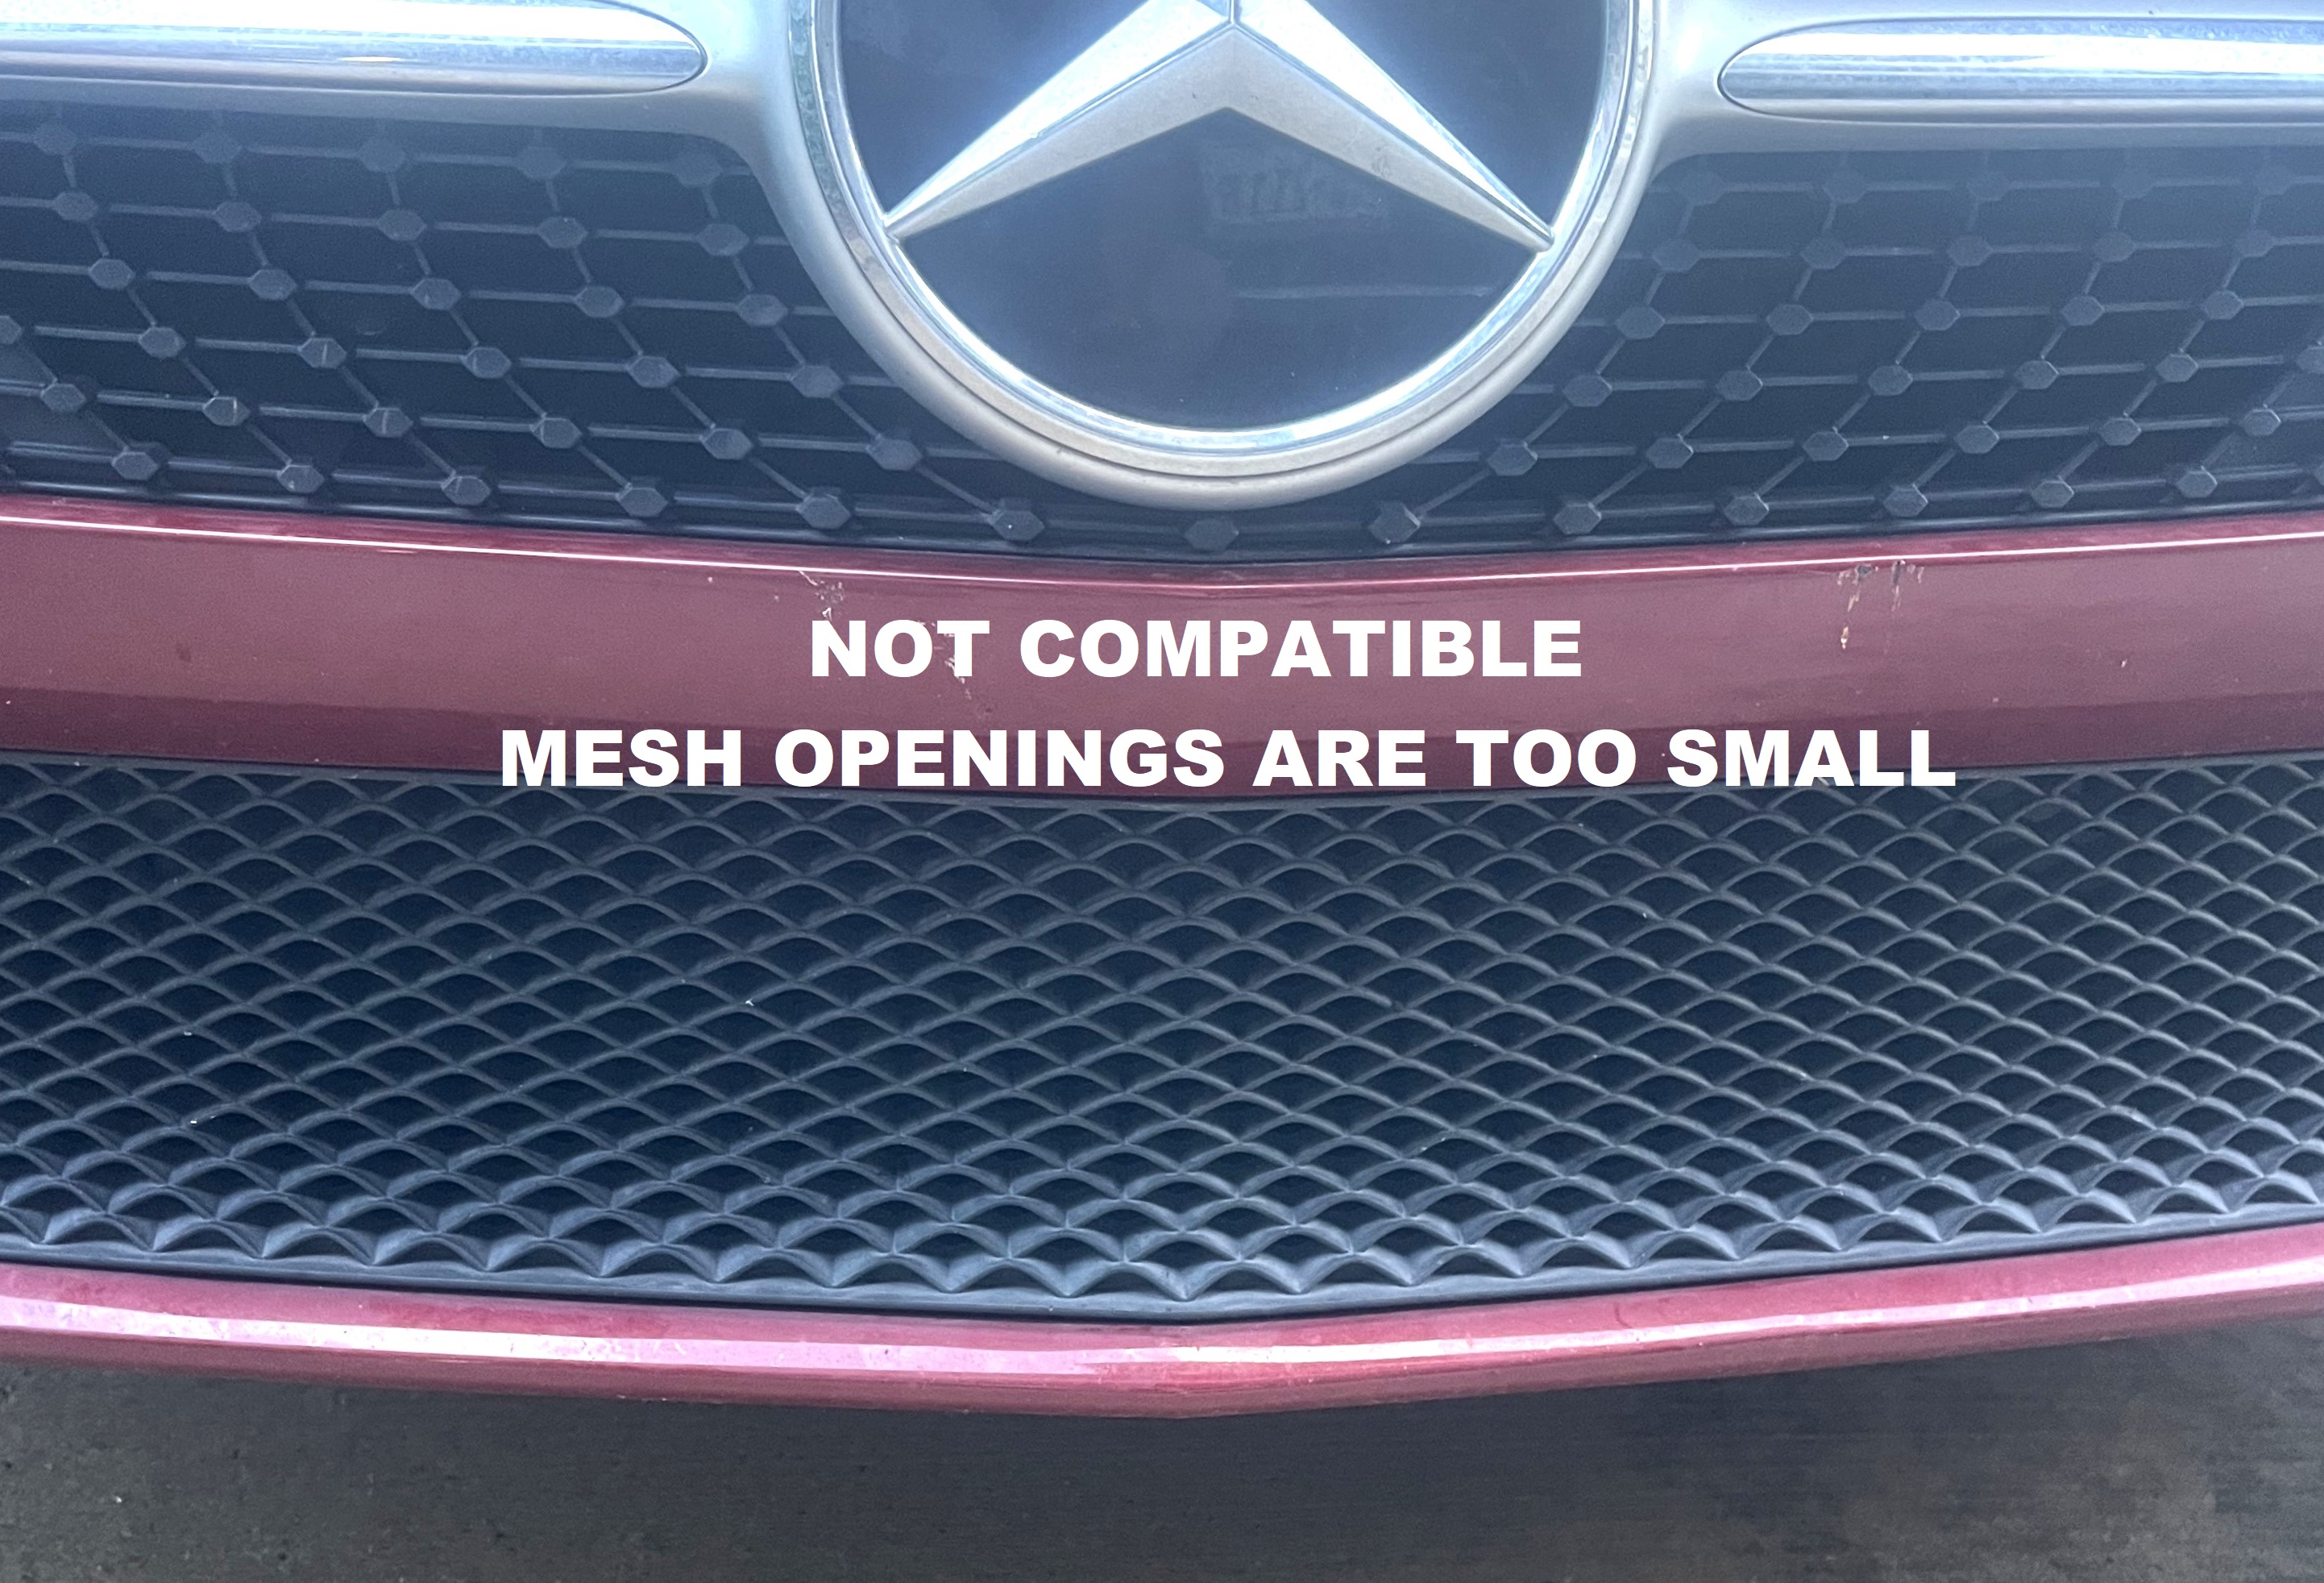 NOT COMPATIBLE
MESH OPENINGS ARE TOO SMALL